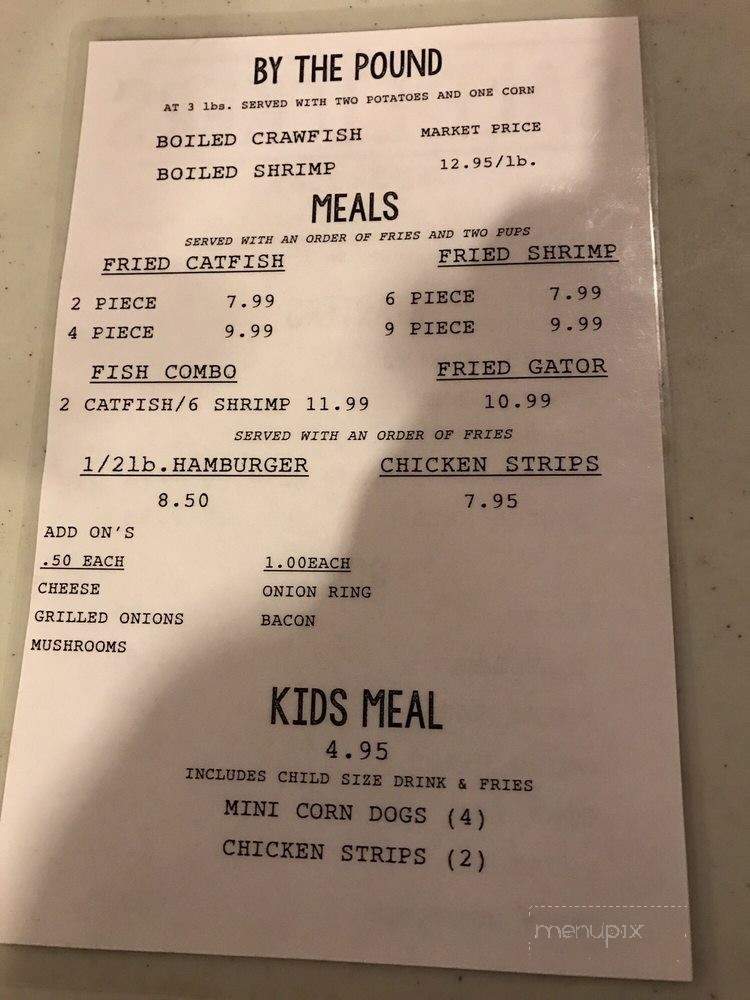 BY THE POUND
AT 3 lbs. SERVED WITH TWO POTATOES AND ONE CORN
BOILED CRAWFISH MARKET PRICE
BOILED SHRIMP 12.95/lb.
MEALS
SERVED WITH AN ORDER OF FRIES AND TWO PUPS
FRIED CATFISH FRIED SHRIMP
2 PIECE 7.99 6 PIECE 7.99
4 PIECE 9.99 9 PIECE 9.99
FISH COMBO FRIED GATOR
2 CATFISH/6 SHRIMP 11.99 10.99
SERVED WITH AN ORDER OF FRIES
1/2lb.HAMBURGER CHICKEN STRIPS
8.50 7.95
ADD ON'S
.50 EACH 1.00EACH
CHEESE ONION RING
GRILLED ONIONS BACON
MUSHROOMS
KIDS MEAL
4.95
INCLUDES CHILD SIZE DRINK & FRIES
MINI CORN DOGS (4)
CHICKEN STRIPS (2)
menupix